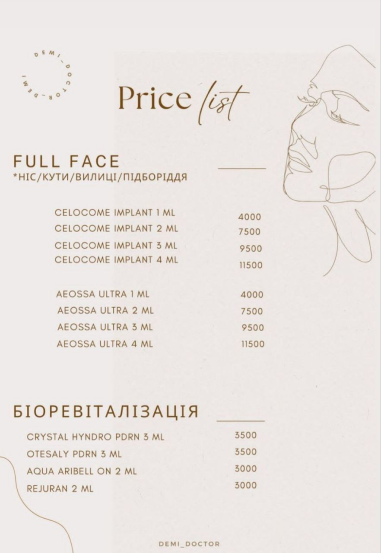 DEMI_DOCTOR_DEMI
Price list
FULL FACE
*НІС/КУТИ/ВИЛИЦІ/ПІДБОРІДДЯ
CELOCOME IMPLANT 1 ML 4000
CELOCOME IMPLANT 2 ML 7500
CELOCOME IMPLANT 3 ML 9500
CELOCOME IMPLANT 4 ML 11500
AEOSSA ULTRA 1 ML 4000
AEOSSA ULTRA 2 ML 7500
AEOSSA ULTRA 3 ML 9500
AEOSSA ULTRA 4 ML 11500
БІОРЕВІТАЛІЗАЦІЯ
CRYSTAL HYNDRO PDRN 3 ML 3500
OTESALY PDRN 3 ML 3500
AQUA ARIBELL ON 2 ML 3000
REJURAN 2 ML 3000
DEMI_DOCTOR